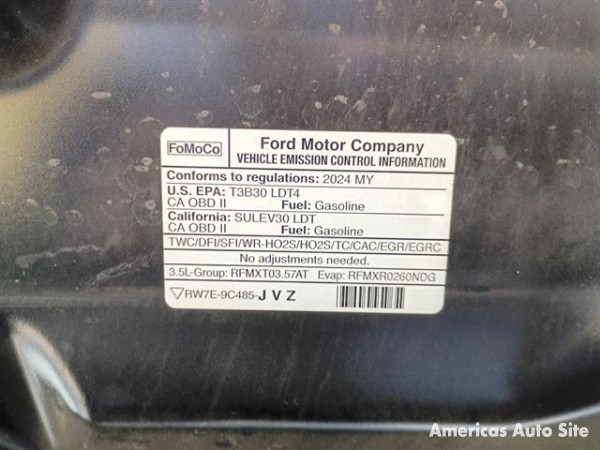 FoMoCo
Ford Motor Company
VEHICLE EMISSION CONTROL INFORMATION
Conforms to regulations: 2024 MY
U.S. EPA: T3B30 LDT4
CA OBD II Fuel: Gasoline
California: SULEV30 LDT
CA OBD II Fuel: Gasoline
TWC/DFI/SFI/WR-HO2S/HO2S/TC/CAC/EGR/EGRC
No adjustments needed.
3.5L-Group: RFMXT03.57AT Evap: RFMXR0260NDG
RW7E-9C485-J V Z
Americas Auto Site